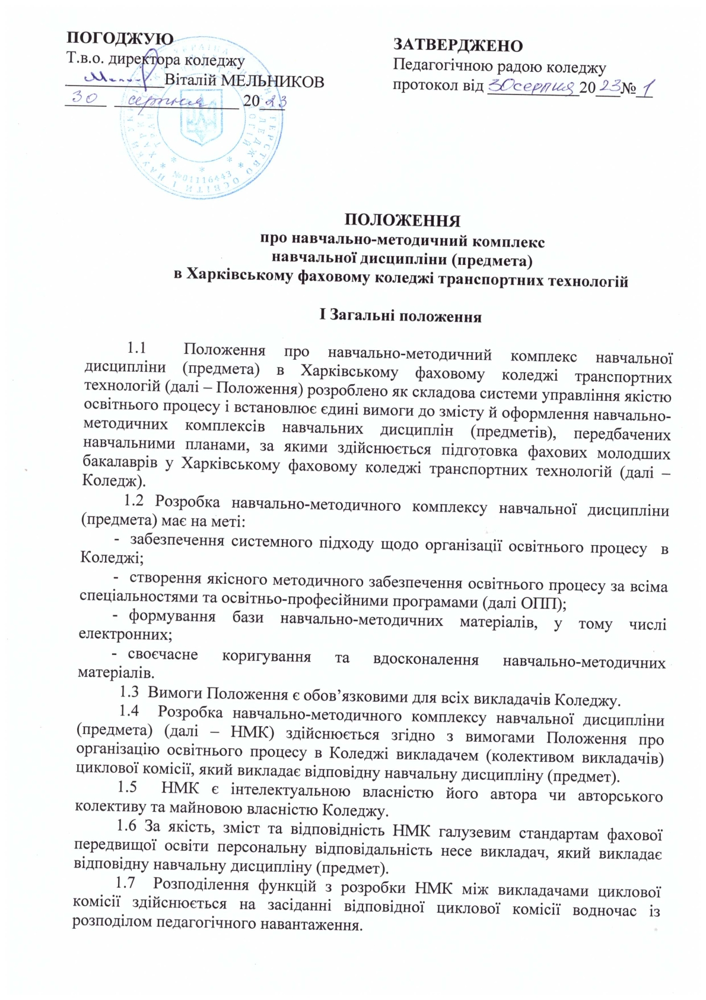 ПОГОДЖУЮ
Т.в.о. директора коледжу
Віталій МЕЛЬНИКОВ
30 серпня 2023
ЗАТВЕРДЖЕНО
Педагогічною радою коледжу
протокол від 30 серпня 2023 № 1
№01116443
ПОЛОЖЕННЯ
про навчально-методичний комплекс
навчальної дисципліни (предмета)
в Харківському фаховому коледжі транспортних технологій
І Загальні положення
1.1 Положення про навчально-методичний комплекс навчальної
дисципліни (предмета) в Харківському фаховому коледжі транспортних
технологій (далі – Положення) розроблено як складова системи управління якістю
освітнього процесу і встановлює єдині вимоги до змісту й оформлення навчально-
методичних комплексів навчальних дисциплін (предметів), передбачених
навчальними планами, за якими здійснюється підготовка фахових молодших
бакалаврів у Харківському фаховому коледжі транспортних технологій (далі –
Коледж).
1.2 Розробка навчально-методичного комплексу навчальної дисципліни
(предмета) має на меті:
- забезпечення системного підходу щодо організації освітнього процесу в
Коледжі;
- створення якісного методичного забезпечення освітнього процесу за всіма
спеціальностями та освітньо-професійними програмами (далі ОПП);
- формування бази навчально-методичних матеріалів, у тому числі
електронних;
- своєчасне коригування та вдосконалення навчально-методичних
матеріалів.
1.3 Вимоги Положення є обов’язковими для всіх викладачів Коледжу.
1.4 Розробка навчально-методичного комплексу навчальної дисципліни
(предмета) (далі – НМК) здійснюється згідно з вимогами Положення про
організацію освітнього процесу в Коледжі викладачем (колективом викладачів)
циклової комісії, який викладає відповідну навчальну дисципліну (предмет).
1.5 НМК є інтелектуальною власністю його автора чи авторського
колективу та майновою власністю Коледжу.
1.6 За якість, зміст та відповідність НМК галузевим стандартам фахової
передвищої освіти персональну відповідальність несе викладач, який викладає
відповідну навчальну дисципліну (предмет).
1.7 Розподілення функцій з розробки НМК між викладачами циклової
комісії здійснюється на засіданні відповідної циклової комісії водночас із
розподілом педагогічного навантаження.